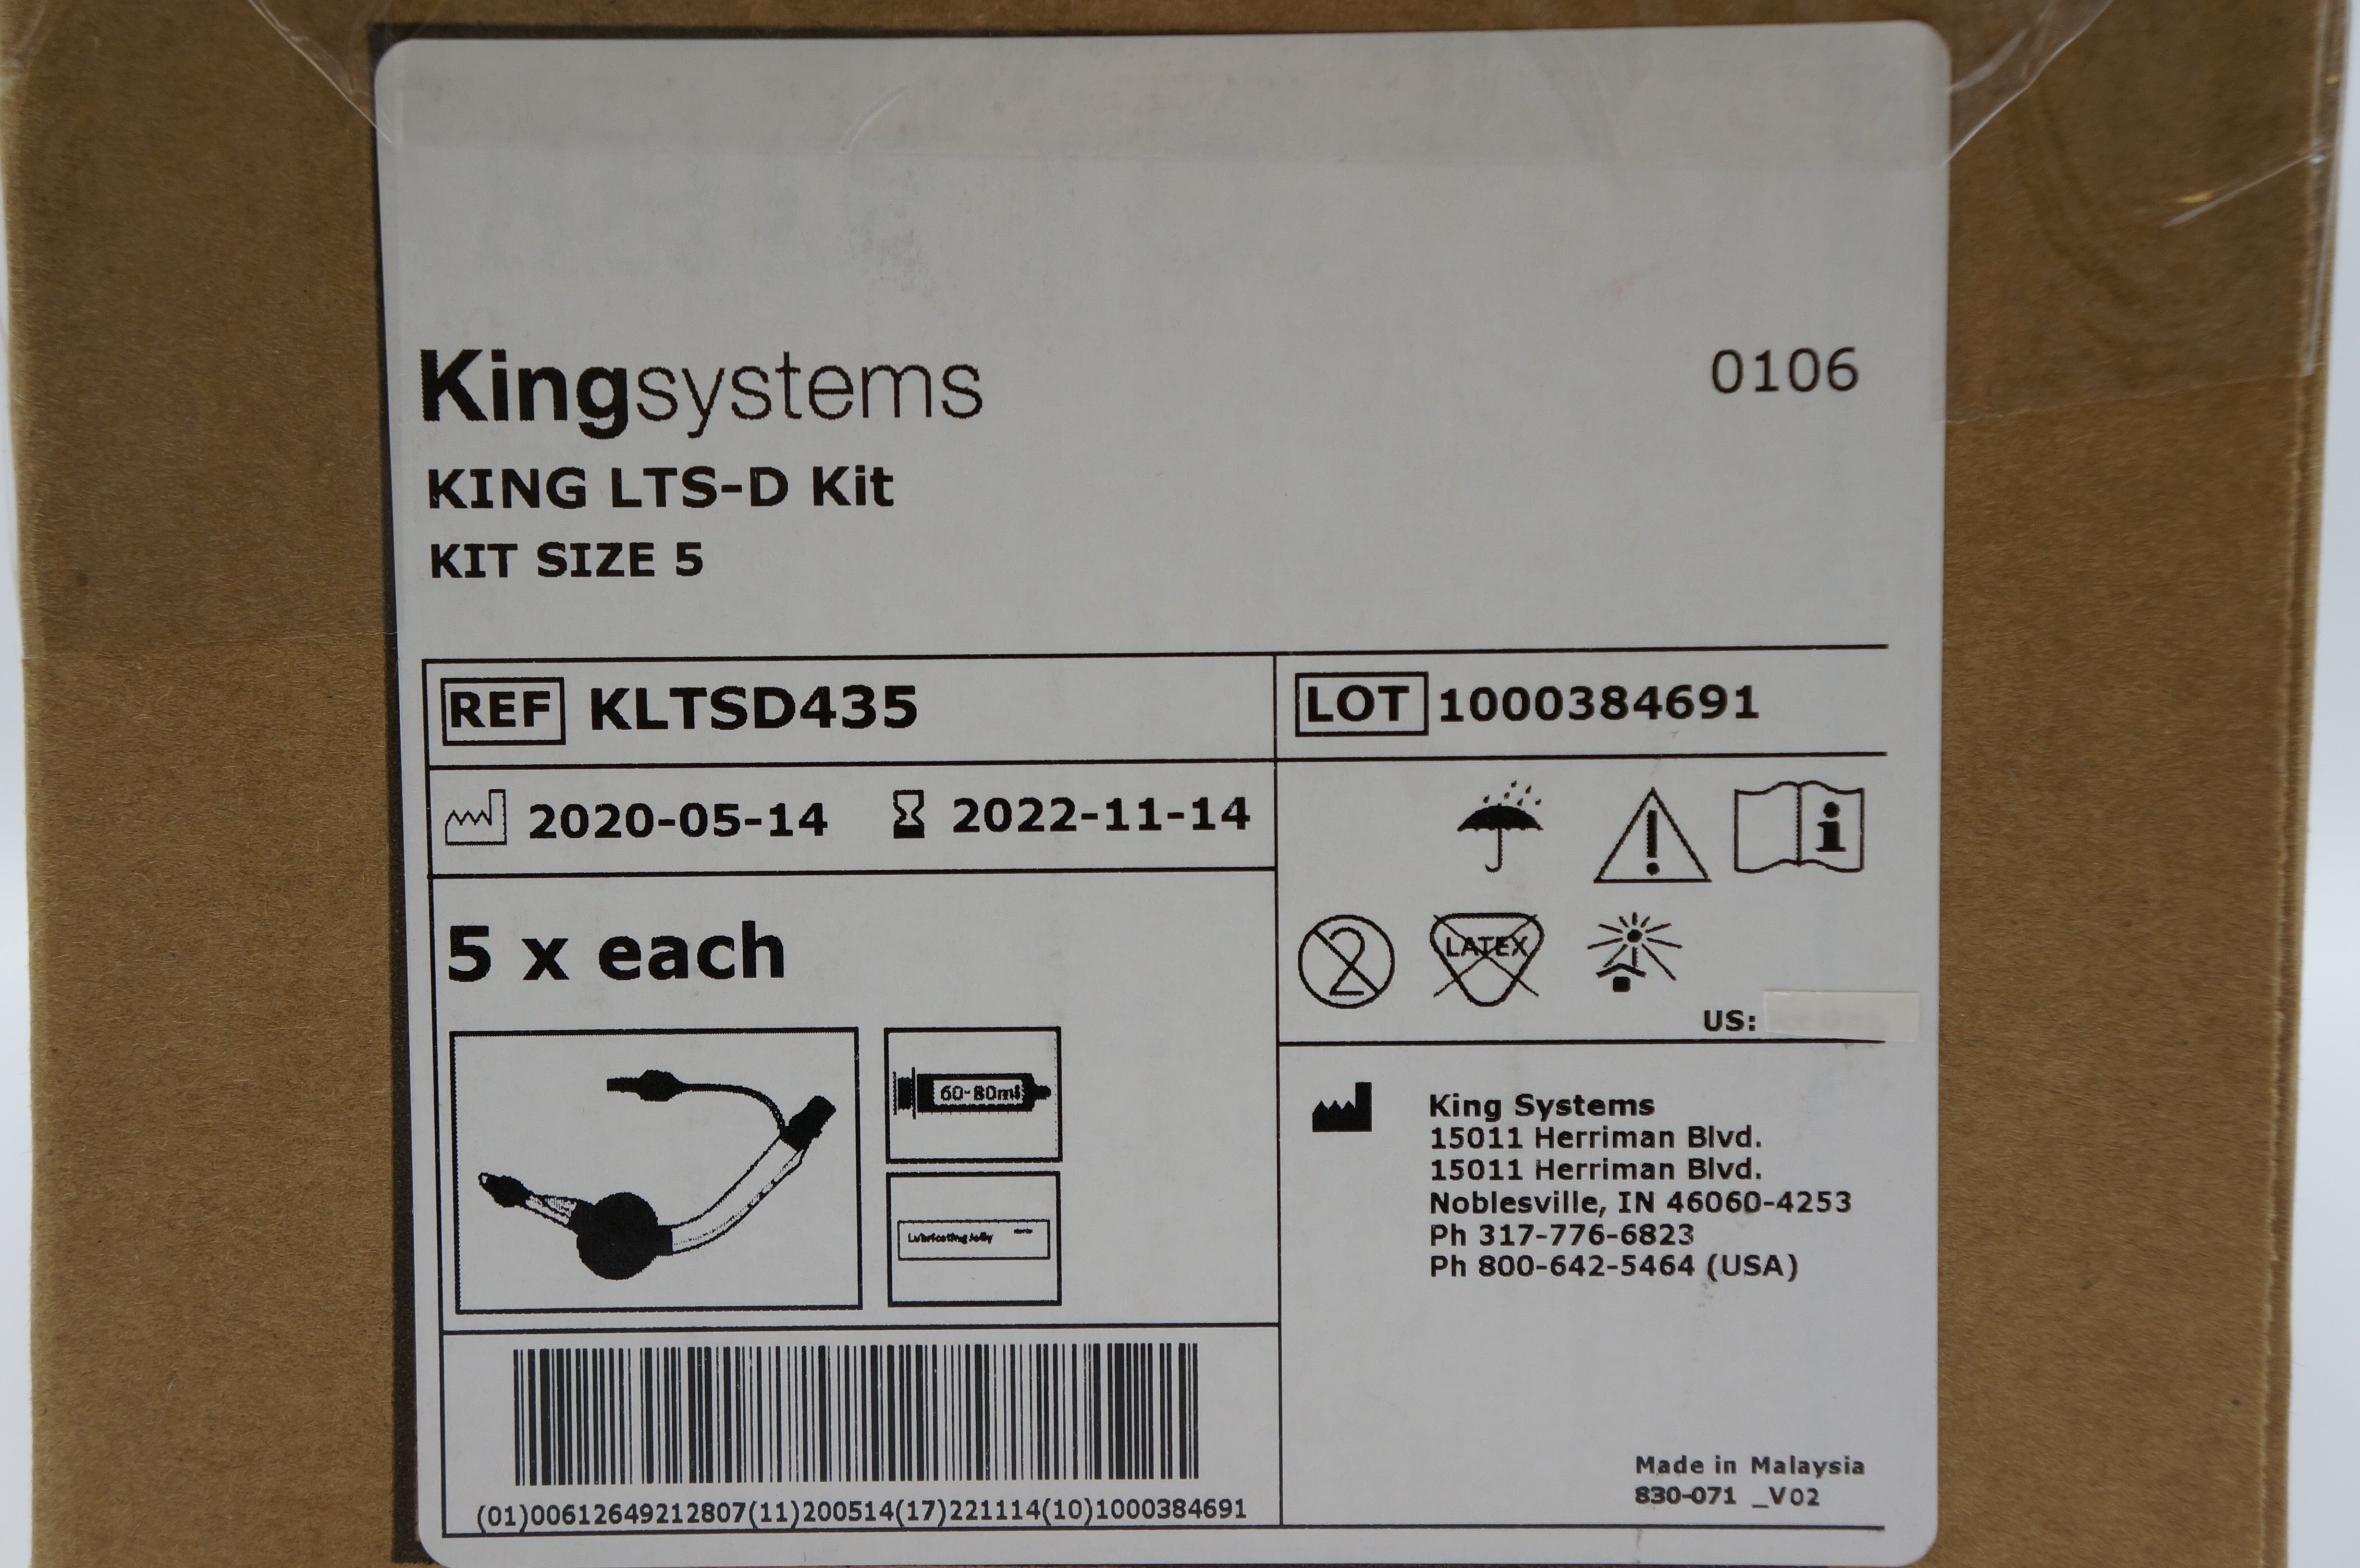 Kingsystems
0106
KING LTS-D Kit
KIT SIZE 5
REF KLTSD435
LOT 1000384691
2020-05-14 2022-11-14
5 x each
2
LATEX
US:
60-80ml
Lubricating Jelly
King Systems
15011 Herriman Blvd.
15011 Herriman Blvd.
Noblesville, IN 46060-4253
Ph 317-776-6823
Ph 800-642-5464 (USA)
(01)00612649212807(11)200514(17)221114(10)1000384691
Made in Malaysia
830-071 _V02